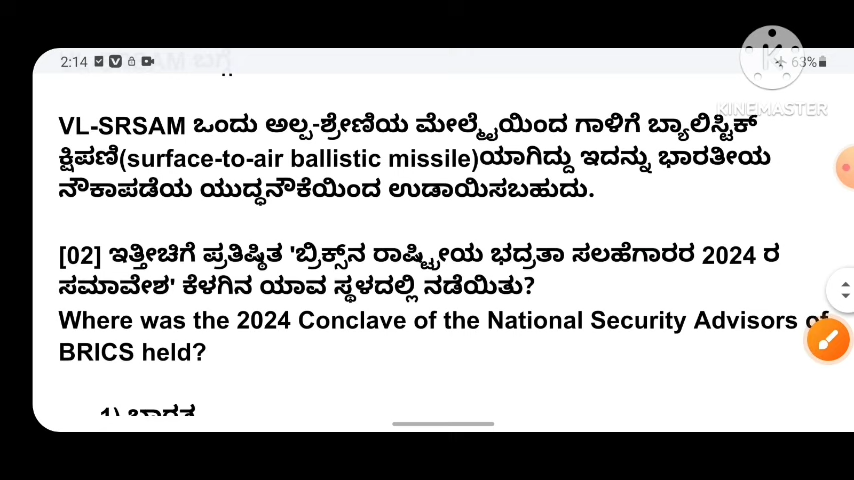 2:14
63%
KINEMASTER
VL-SRSAM ಒಂದು ಅಲ್ಪ-ಶ್ರೇಣಿಯ ಮೇಲ್ಮೈಯಿಂದ ಗಾಳಿಗೆ ಬ್ಯಾಲಿಸ್ಟಿಕ್
ಕ್ಷಿಪಣಿ(surface-to-air ballistic missile)ಯಾಗಿದ್ದು ಇದನ್ನು ಭಾರತೀಯ
ನೌಕಾಪಡೆಯ ಯುದ್ಧನೌಕೆಯಿಂದ ಉಡಾಯಿಸಬಹುದು.
[02] ಇತ್ತೀಚಿಗೆ ಪ್ರತಿಷ್ಠಿತ 'ಬ್ರಿಕ್ಸ್‌ನ ರಾಷ್ಟ್ರೀಯ ಭದ್ರತಾ ಸಲಹೆಗಾರರ 2024 ರ
ಸಮಾವೇಶ' ಕೆಳಗಿನ ಯಾವ ಸ್ಥಳದಲ್ಲಿ ನಡೆಯಿತು?
Where was the 2024 Conclave of the National Security Advisors of
BRICS held?
1) ಭಾರತ